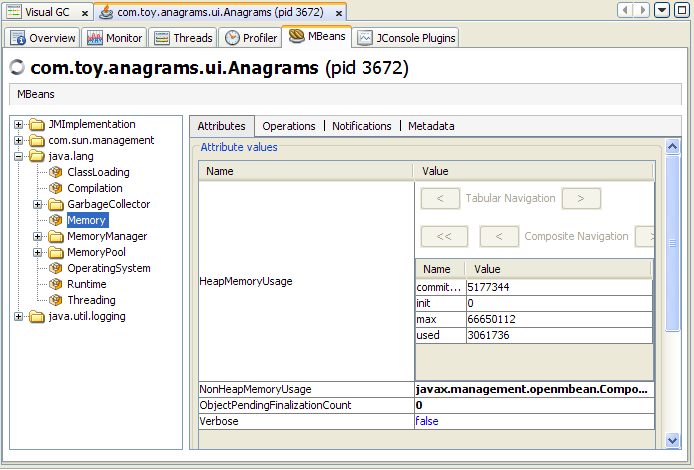 Visual GC com.toy.anagrams.ui.Anagrams (pid 3672)
Overview Monitor Threads Profiler MBeans JConsole Plugins
com.toy.anagrams.ui.Anagrams (pid 3672)
MBeans
JMImplementation
com.sun.management
java.lang
ClassLoading
Compilation
GarbageCollector
Memory
MemoryManager
MemoryPool
OperatingSystem
Runtime
Threading
java.util.logging
Attributes Operations Notifications Metadata
Attribute values
Name Value
HeapMemoryUsage
< Tabular Navigation >
<< < Composite Navigation >
Name Value
commit... 5177344
init 0
max 66650112
used 3061736
NonHeapMemoryUsage javax.management.openmbean.Compo...
ObjectPendingFinalizationCount 0
Verbose false